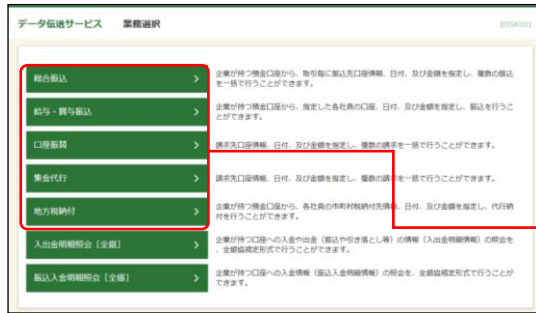 データ伝送サービス 業務選択
BSSK001
総合振込
企業が持つ預金口座から、取引毎に振込先口座情報、日付、及び金額を指定し、複数の振込
を一括で行うことができます。
給与・賞与振込
企業が持つ預金口座から、指定した各社員の口座、日付、及び金額を指定し、振込を行うこ
とができます。
口座振替
請求先口座情報、日付、及び金額を指定し、複数の請求を一括で行うことができます。
集金代行
請求先口座情報、日付、及び金額を指定し、複数の請求を一括で行うことができます。
地方税納付
企業が持つ預金口座から、各社員の市町村税納付先情報、日付、及び金額を指定し、代行納
付を行うことができます。
入出金明細照会［全銀］
企業が持つ口座への入金や出金（振込や引き落とし等）の情報（入出金明細情報）の照会を
、全銀協規定形式で行うことができます。
振込入金明細照会［全銀］
企業が持つ口座への入金情報（振込入金明細情報）の照会を、全銀協規定形式で行うことが
できます。